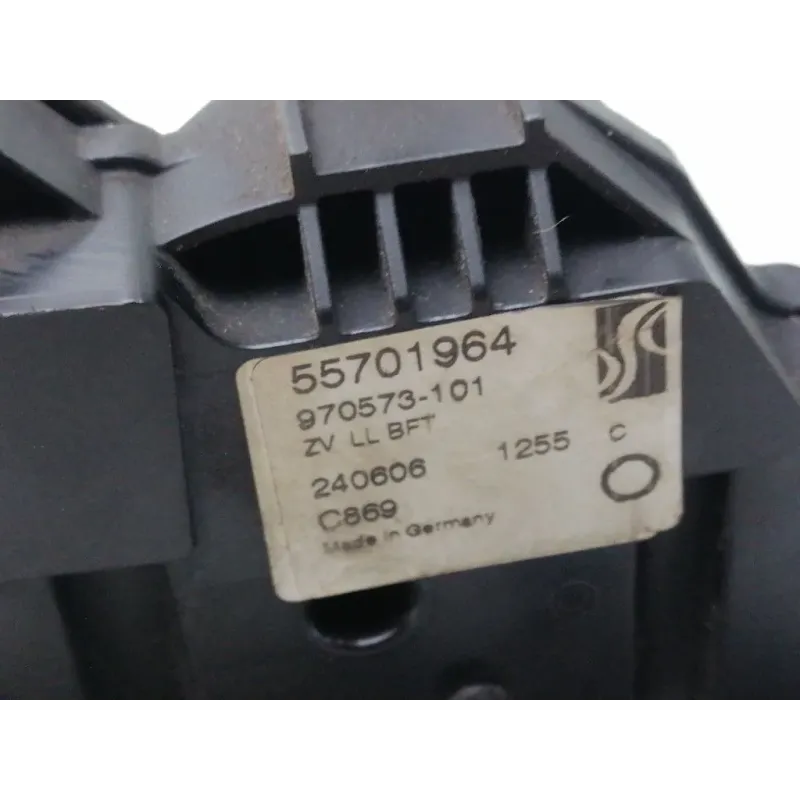 55701964
970573-101
ZV LL BFT
240606 1255 C
C869
Made in Germany